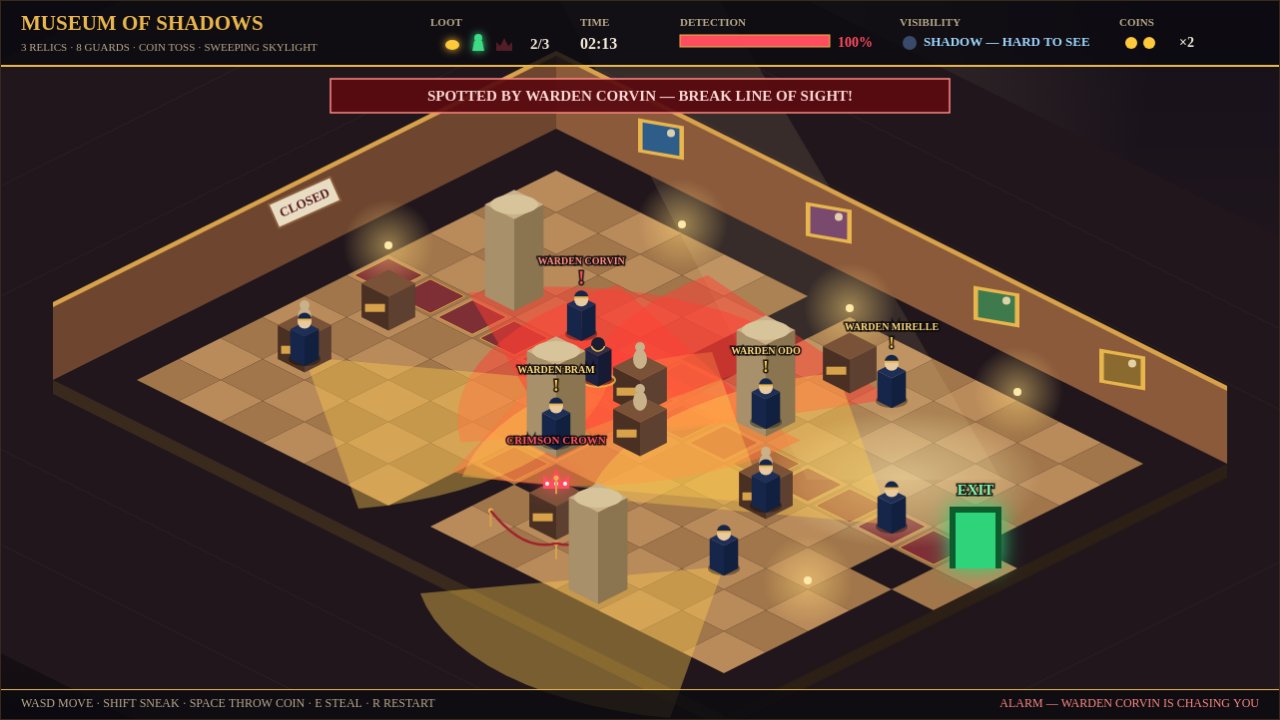 MUSEUM OF SHADOWS
3 RELICS · 8 GUARDS · COIN TOSS · SWEEPING SKYLIGHT
LOOT
2/3
TIME
02:13
DETECTION
100%
VISIBILITY
SHADOW — HARD TO SEE
COINS
×2
SPOTTED BY WARDEN CORVIN — BREAK LINE OF SIGHT!
CLOSED
WARDEN CORVIN
!
WARDEN MIRELLE
!
WARDEN ODO
!
WARDEN BRAM
!
CRIMSON CROWN
EXIT
WASD MOVE · SHIFT SNEAK · SPACE THROW COIN · E STEAL · R RESTART
ALARM — WARDEN CORVIN IS CHASING YOU